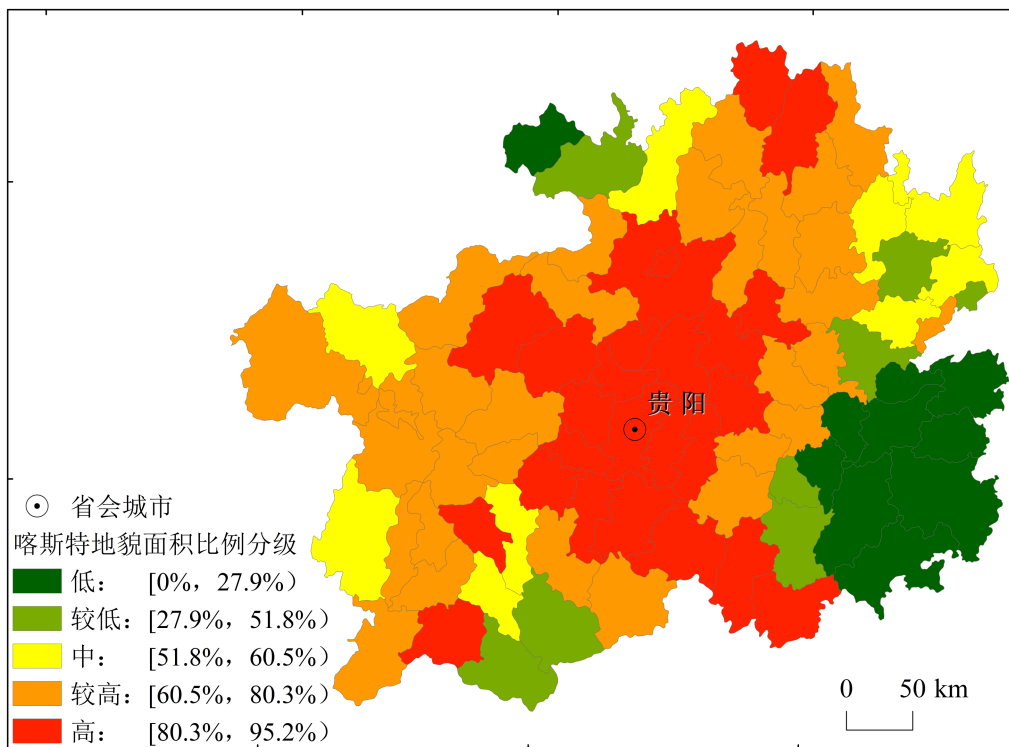 贵阳
省会城市
喀斯特地貌面积比例分级
低： [0%，27.9%）
较低：[27.9%，51.8%）
中： [51.8%，60.5%）
较高：[60.5%，80.3%）
高： [80.3%，95.2%）
0 50 km